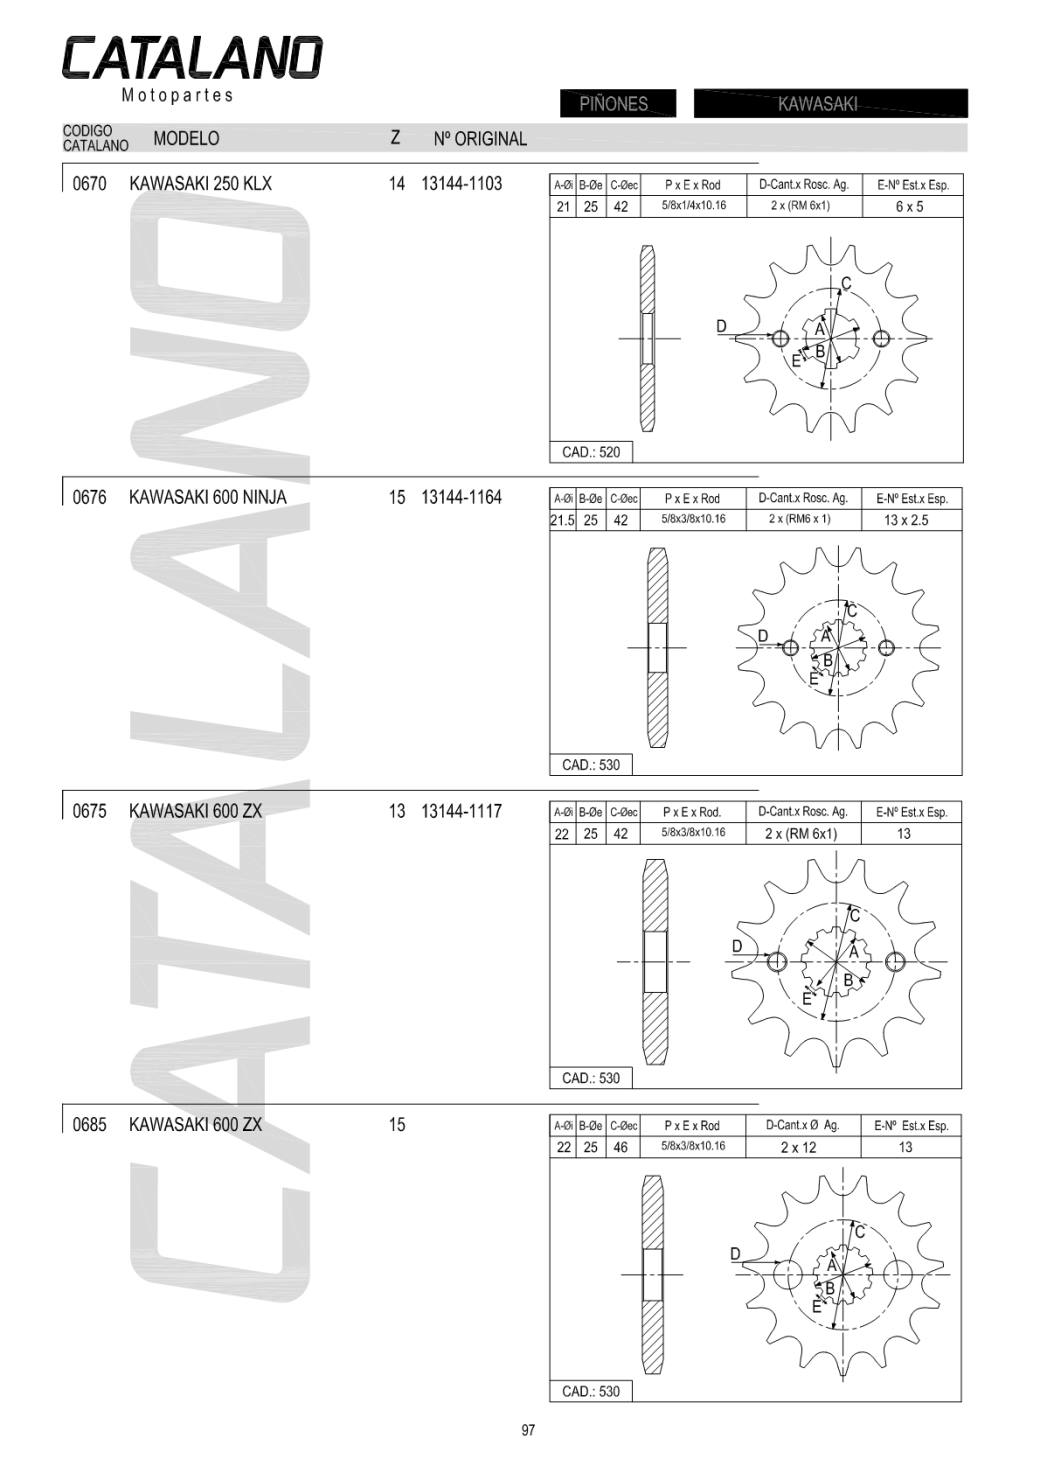 CATALANO
Motopartes
PIÑONES KAWASAKI
CODIGO CATALANO MODELO Z Nº ORIGINAL
0670 KAWASAKI 250 KLX 14 13144-1103
A-Øi B-Øe C-Øec P x E x Rod D-Cant.x Rosc. Ag. E-Nº Est.x Esp.
21 25 42 5/8x1/4x10.16 2 x (RM 6x1) 6 x 5
C
D
A
B
E
CAD.: 520
0676 KAWASAKI 600 NINJA 15 13144-1164
A-Øi B-Øe C-Øec P x E x Rod D-Cant.x Rosc. Ag. E-Nº Est.x Esp.
21.5 25 42 5/8x3/8x10.16 2 x (RM6 x 1) 13 x 2.5
C
D
A
B
E
CAD.: 530
0675 KAWASAKI 600 ZX 13 13144-1117
A-Øi B-Øe C-Øec P x E x Rod. D-Cant.x Rosc. Ag. E-Nº Est.x Esp.
22 25 42 5/8x3/8x10.16 2 x (RM 6x1) 13
C
D
A
B
E
CAD.: 530
0685 KAWASAKI 600 ZX 15
A-Øi B-Øe C-Øec P x E x Rod D-Cant.x Ø Ag. E-Nº Est.x Esp.
22 25 46 5/8x3/8x10.16 2 x 12 13
C
D
A
B
E
CAD.: 530
CATALANO
97